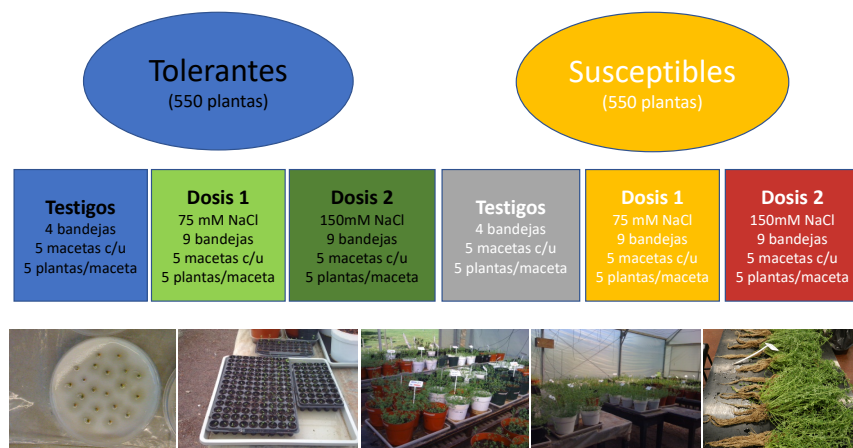 Tolerantes
(550 plantas)
Susceptibles
(550 plantas)
Testigos
4 bandejas
5 macetas c/u
5 plantas/maceta
Dosis 1
75 mM NaCl
9 bandejas
5 macetas c/u
5 plantas/maceta
Dosis 2
150mM NaCl
9 bandejas
5 macetas c/u
5 plantas/maceta
Testigos
4 bandejas
5 macetas c/u
5 plantas/maceta
Dosis 1
75 mM NaCl
9 bandejas
5 macetas c/u
5 plantas/maceta
Dosis 2
150mM NaCl
9 bandejas
5 macetas c/u
5 plantas/maceta